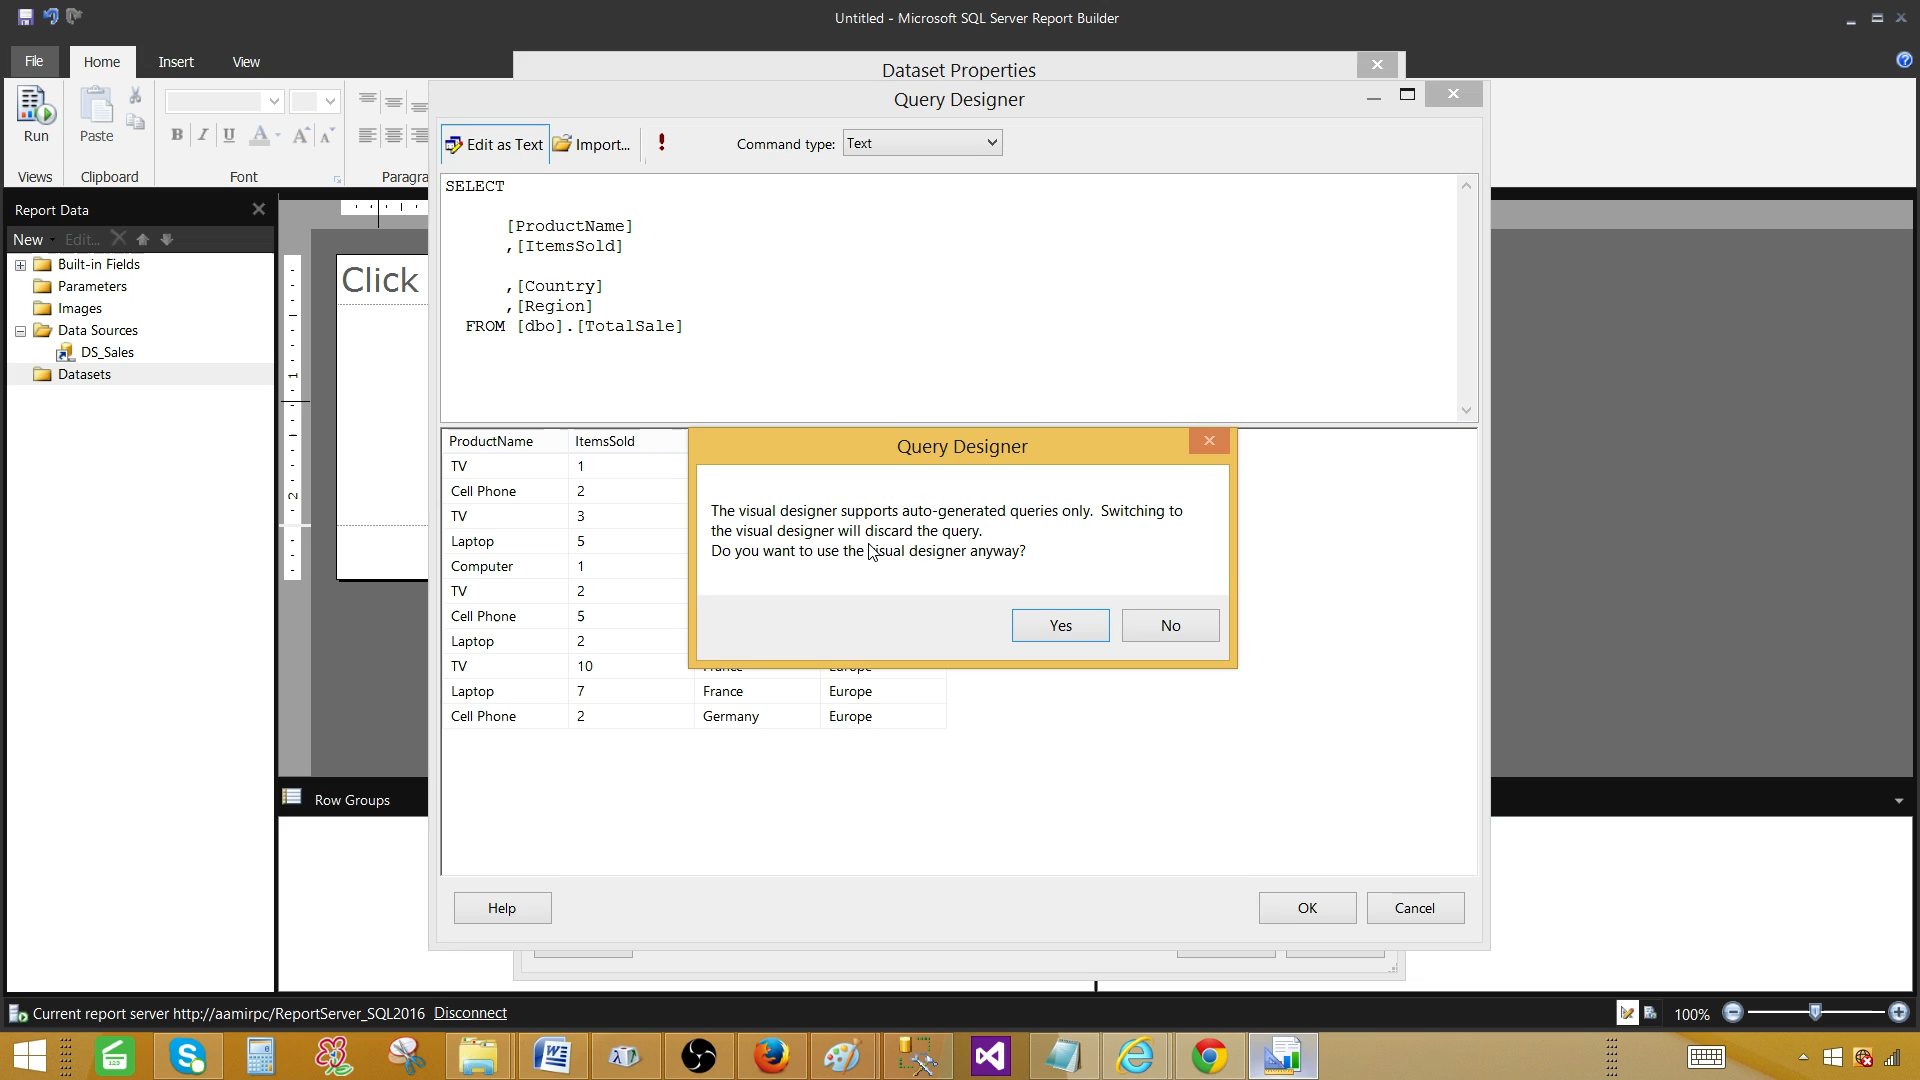 Untitled - Microsoft SQL Server Report Builder
File
Home
Insert
View
Dataset Properties
Query Designer
Run
Paste
B I U A A A
Views
Clipboard
Font
Paragra
Edit as Text
Import...
Command type:
Text
Report Data
New
Edit...
Built-in Fields
Parameters
Images
Data Sources
DS_Sales
Datasets
Click
1
2
SELECT
[ProductName]
,[ItemsSold]
,[Country]
,[Region]
FROM [dbo].[TotalSale]
ProductName ItemsSold
TV 1
Cell Phone 2
TV 3
Laptop 5
Computer 1
TV 2
Cell Phone 5
Laptop 2
TV 10 France Europe
Laptop 7 France Europe
Cell Phone 2 Germany Europe
Query Designer
The visual designer supports auto-generated queries only. Switching to
the visual designer will discard the query.
Do you want to use the visual designer anyway?
Yes
No
Row Groups
Help
OK
Cancel
Current report server http://aamirpc/ReportServer_SQL2016 Disconnect
100%